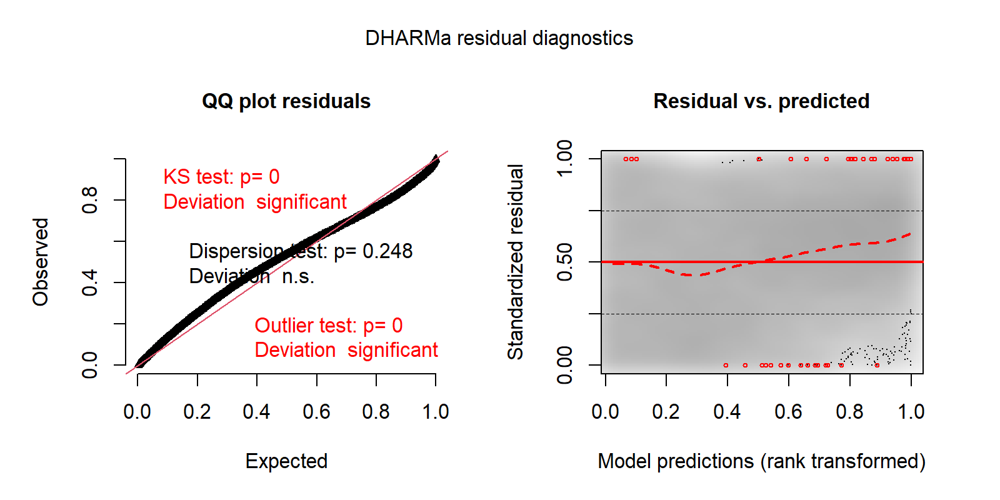 DHARMa residual diagnostics
QQ plot residuals
KS test: p= 0
Deviation  significant
Dispersion test: p= 0.248
Deviation  n.s.
Outlier test: p= 0
Deviation  significant
Observed
0.0
0.4
0.8
0.0 0.2 0.4 0.6 0.8 1.0
Expected
Residual vs. predicted
Standardized residual
0.00
0.50
1.00
0.0 0.2 0.4 0.6 0.8 1.0
Model predictions (rank transformed)